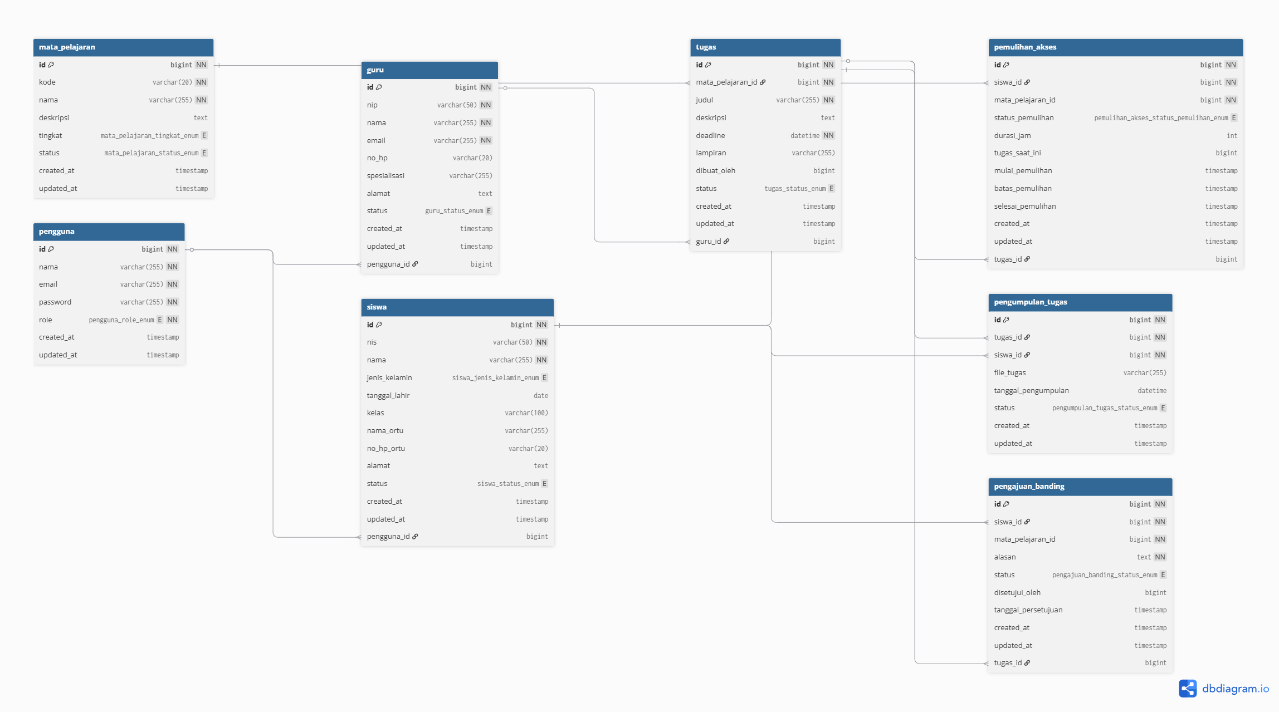 mata_pelajaran
id bigint NN
kode varchar(20) NN
nama varchar(255) NN
deskripsi text
tingkat mata_pelajaran_tingkat_enum E
status mata_pelajaran_status_enum E
created_at timestamp
updated_at timestamp
pengguna
id bigint NN
nama varchar(255) NN
email varchar(255) NN
password varchar(255) NN
role pengguna_role_enum E NN
created_at timestamp
updated_at timestamp
guru
id bigint NN
nip varchar(50) NN
nama varchar(255) NN
email varchar(255) NN
no_hp varchar(20)
spesialisasi varchar(255)
alamat text
status guru_status_enum E
created_at timestamp
updated_at timestamp
pengguna_id bigint
siswa
id bigint NN
nis varchar(50) NN
nama varchar(255) NN
jenis_kelamin siswa_jenis_kelamin_enum E
tanggal_lahir date
kelas varchar(100)
nama_ortu varchar(255)
no_hp_ortu varchar(20)
alamat text
status siswa_status_enum E
created_at timestamp
updated_at timestamp
pengguna_id bigint
tugas
id bigint NN
mata_pelajaran_id bigint NN
judul varchar(255) NN
deskripsi text
deadline datetime NN
lampiran varchar(255)
dibuat_oleh bigint
status tugas_status_enum E
created_at timestamp
updated_at timestamp
guru_id bigint
pemulihan_akses
id bigint NN
siswa_id bigint NN
mata_pelajaran_id bigint NN
status_pemulihan pemulihan_akses_status_pemulihan_enum E
durasi_jam int
tugas_saat_ini bigint
mulai_pemulihan timestamp
batas_pemulihan timestamp
selesai_pemulihan timestamp
created_at timestamp
updated_at timestamp
tugas_id bigint
pengumpulan_tugas
id bigint NN
tugas_id bigint NN
siswa_id bigint NN
file_tugas varchar(255)
tanggal_pengumpulan datetime
status pengumpulan_tugas_status_enum E
created_at timestamp
updated_at timestamp
pengajuan_banding
id bigint NN
siswa_id bigint NN
mata_pelajaran_id bigint NN
alasan text NN
status pengajuan_banding_status_enum E
disetujui_oleh bigint
tanggal_persetujuan timestamp
created_at timestamp
updated_at timestamp
tugas_id bigint
dbdiagram.io